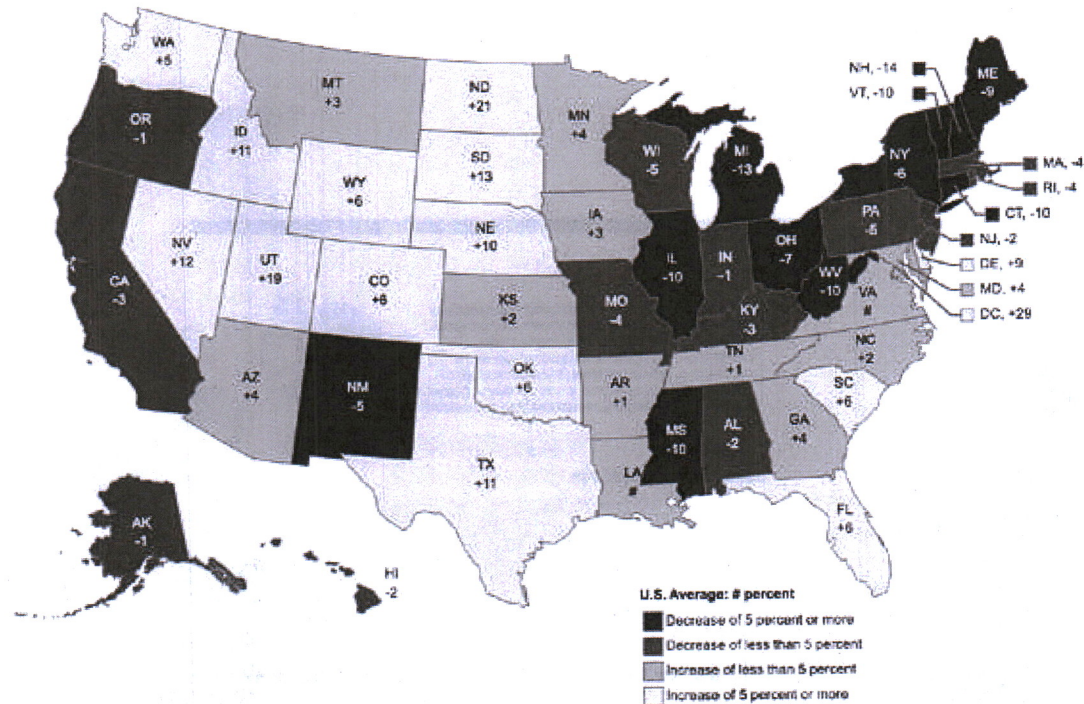 WA
+5
OR
-1
CA
-3
NV
+12
ID
+11
MT
+3
WY
+6
UT
+19
AZ
+4
CO
+6
NM
-5
ND
+21
SD
+13
NE
+10
KS
+2
OK
+6
TX
+11
MN
+4
IA
+3
MO
-4
AR
+1
LA
#
WI
-5
IL
-10
MI
-13
IN
-1
OH
-7
KY
-3
TN
+1
MS
-10
AL
-2
GA
+4
FL
+6
SC
+6
NC
+2
VA
#
WV
-10
PA
-5
NY
-6
ME
-9
NH, -14
VT, -10
MA, -4
RI, -4
CT, -10
NJ, -2
DE, +9
MD, +4
DC, +29
AK
-1
HI
-2
U.S. Average: # percent
Decrease of 5 percent or more
Decrease of less than 5 percent
Increase of less than 5 percent
Increase of 5 percent or more